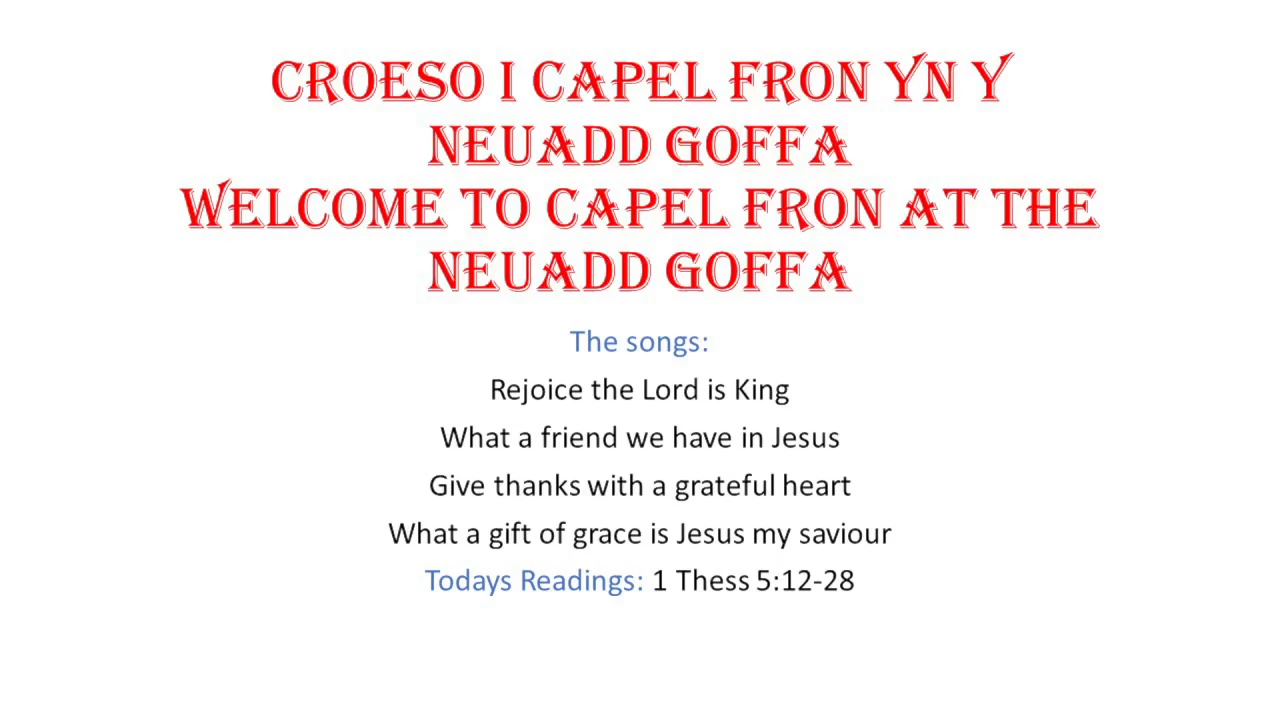 CROESO I CAPEL FRON YN Y
NEUADD GOFFA
WELCOME TO CAPEL FRON AT THE
NEUADD GOFFA
The songs:
Rejoice the Lord is King
What a friend we have in Jesus
Give thanks with a grateful heart
What a gift of grace is Jesus my saviour
Todays Readings: 1 Thess 5:12-28